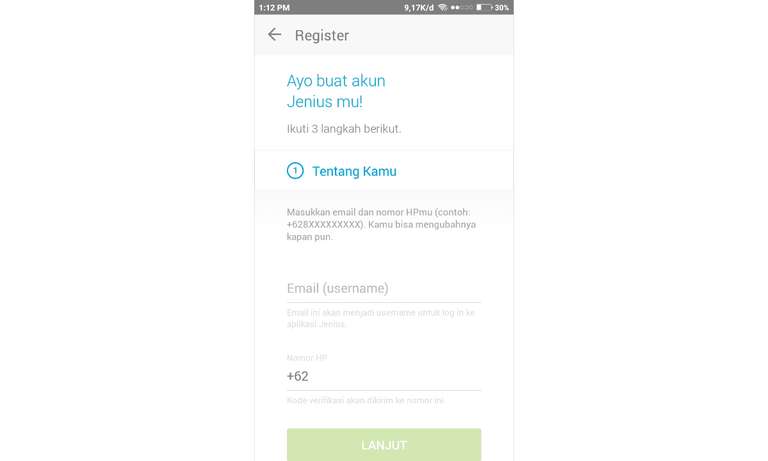 1:12 PM 9,17K/d 30%
Register
Ayo buat akun
Jenius mu!
Ikuti 3 langkah berikut.
1 Tentang Kamu
Masukkan email dan nomor HPmu (contoh:
+628XXXXXXXXX). Kamu bisa mengubahnya
kapan pun.
Email (username)
Email ini akan menjadi username untuk log in ke
aplikasi Jenius.
Nomor HP
+62
Kode verifikasi akan dikirim ke nomor ini.
LANJUT